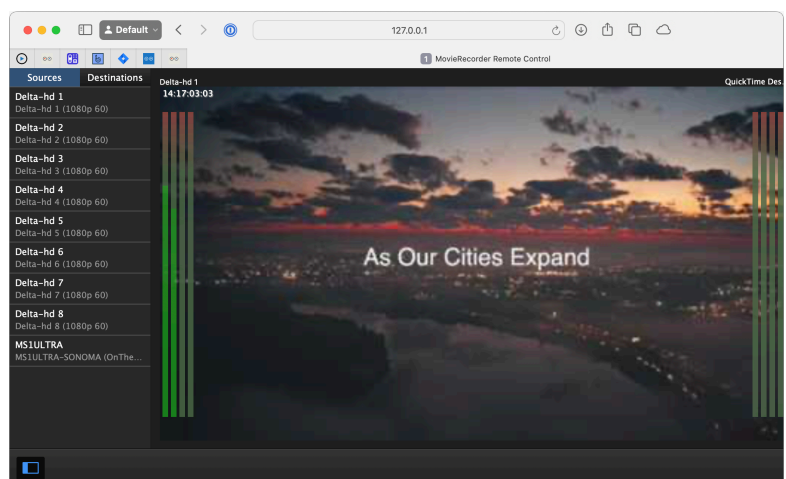 Default
127.0.0.1
1 MovieRecorder Remote Control
Sources Destinations
Delta-hd 1
Delta-hd 1 (1080p 60)
Delta-hd 2
Delta-hd 2 (1080p 60)
Delta-hd 3
Delta-hd 3 (1080p 60)
Delta-hd 4
Delta-hd 4 (1080p 60)
Delta-hd 5
Delta-hd 5 (1080p 60)
Delta-hd 6
Delta-hd 6 (1080p 60)
Delta-hd 7
Delta-hd 7 (1080p 60)
Delta-hd 8
Delta-hd 8 (1080p 60)
MS1ULTRA
MS1ULTRA-SONOMA (OnThe...
Delta-hd 1
QuickTime Des.
14:17:03:03
As Our Cities Expand